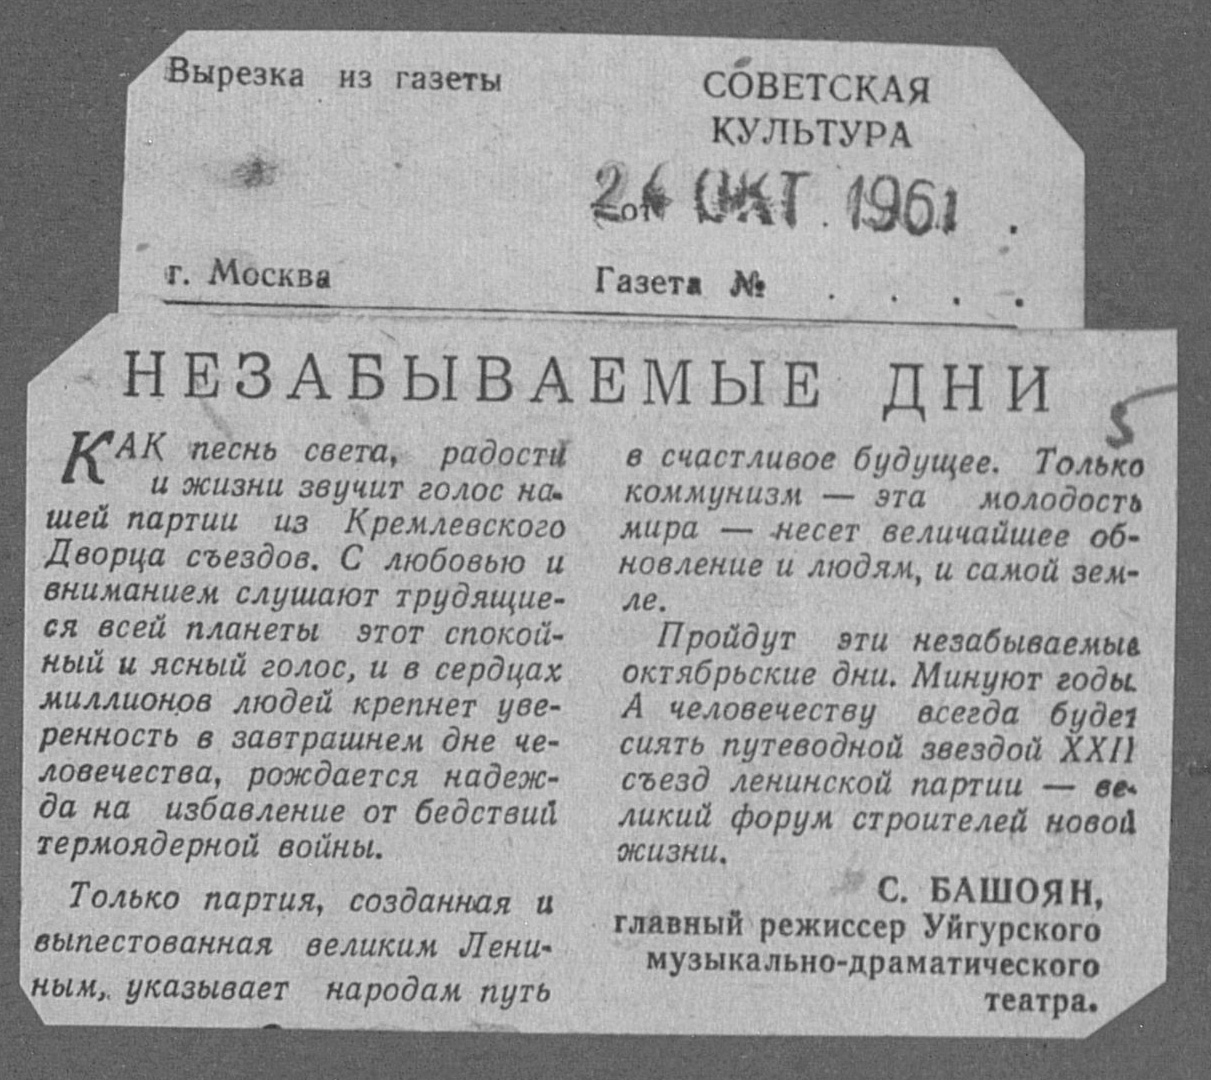 Вырезка из газеты
СОВЕТСКАЯ
КУЛЬТУРА
от 24 ОКТ 1961 .
г. Москва
Газета № . . . .
НЕЗАБЫВАЕМЫЕ ДНИ
5
КАК песнь света, радости
и жизни звучит голос на-
шей партии из Кремлевского
Дворца съездов. С любовью и
вниманием слушают трудящие-
ся всей планеты этот спокой-
ный и ясный голос, и в сердцах
миллионов людей крепнет уве-
ренность в завтрашнем дне че-
ловечества, рождается надеж-
да на избавление от бедствий
термоядерной войны.
Только партия, созданная и
выпестованная великим Лени-
ным, указывает народам путь
в счастливое будущее. Только
коммунизм — эта молодость
мира — несет величайшее об-
новление и людям, и самой зем-
ле.
Пройдут эти незабываемые
октябрьские дни. Минуют годы.
А человечеству всегда будет
сиять путеводной звездой XXII
съезд ленинской партии — ве-
ликий форум строителей новой
жизни.
С. БАШОЯН,
главный режиссер Уйгурского
музыкально-драматического
театра.